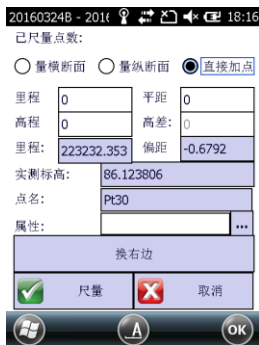 20160324B - 2016 18:16
已尺量点数:
量横断面 量纵断面 直接加点
里程 0 平距 0
高程 0 高差: 0
里程: 223232.353 偏距 -0.6792
实测标高: 86.123806
点名: Pt30
属性: ...
换右边
尺量 取消
A OK